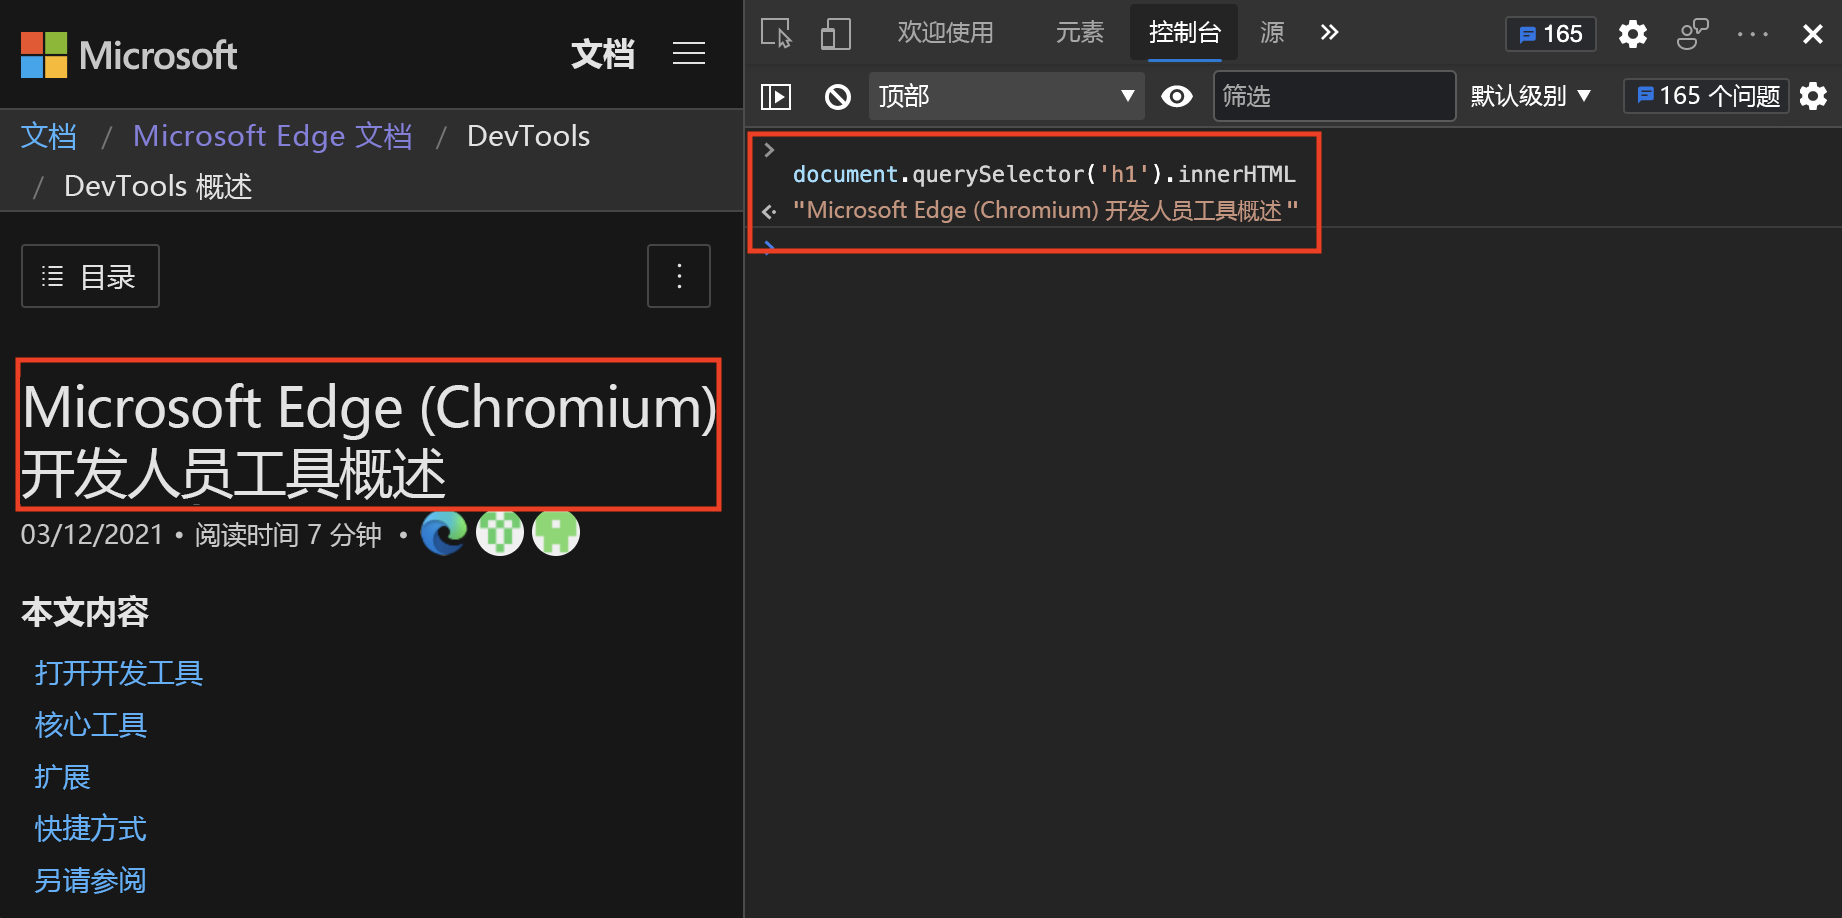 Microsoft
文档
文档 / Microsoft Edge 文档 / DevTools
/ DevTools 概述
目录
Microsoft Edge (Chromium)
开发人员工具概述
03/12/2021 • 阅读时间 7 分钟 •
本文内容
打开开发工具
核心工具
扩展
快捷方式
另请参阅
欢迎使用 元素 控制台 源 » 165
顶部 筛选 默认级别 165 个问题
>
document.querySelector('h1').innerHTML
"Microsoft Edge (Chromium) 开发人员工具概述 "
>